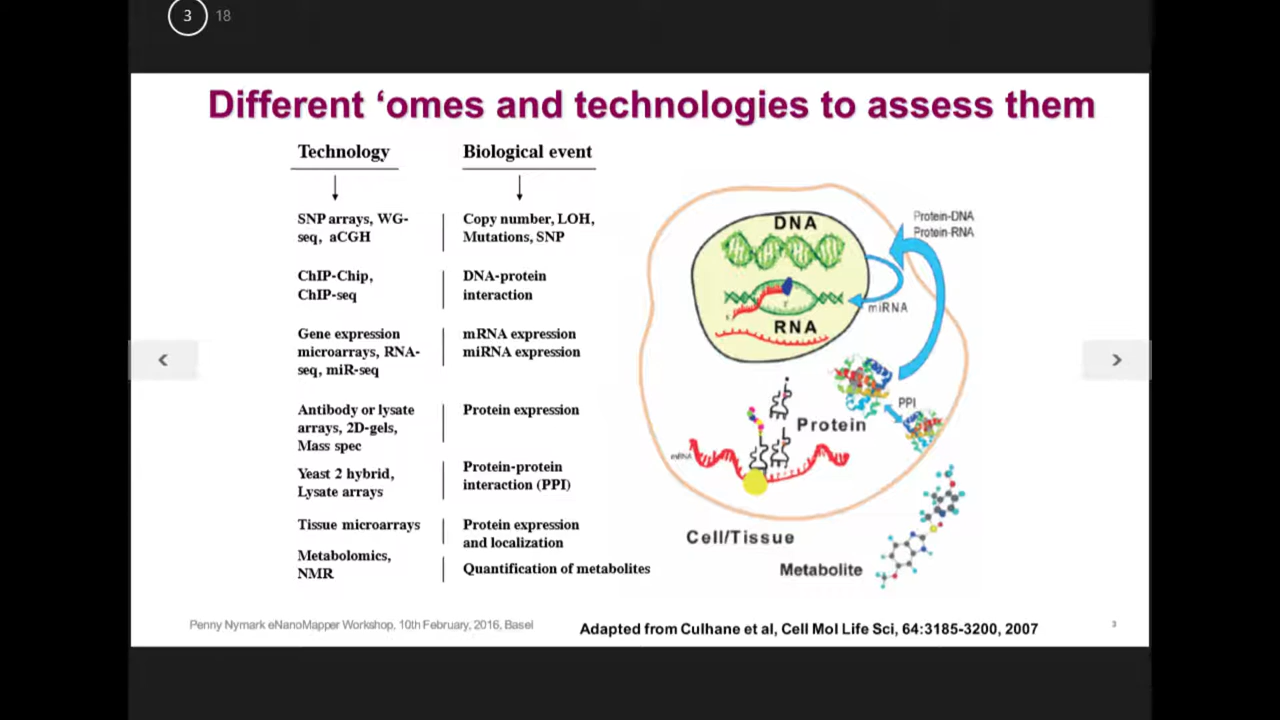 3 18
Different ‘omes and technologies to assess them
Technology
Biological event
SNP arrays, WG-
seq, aCGH
Copy number, LOH,
Mutations, SNP
ChIP-Chip,
ChIP-seq
DNA-protein
interaction
Gene expression
microarrays, RNA-
seq, miR-seq
mRNA expression
miRNA expression
Antibody or lysate
arrays, 2D-gels,
Mass spec
Protein expression
Yeast 2 hybrid,
Lysate arrays
Protein-protein
interaction (PPI)
Tissue microarrays
Protein expression
and localization
Metabolomics,
NMR
Quantification of metabolites
DNA
RNA
Protein-DNA
Protein-RNA
miRNA
PPI
Protein
mRNA
Cell/Tissue
Metabolite
Penny Nymark eNanoMapper Workshop, 10th February, 2016, Basel
Adapted from Culhane et al, Cell Mol Life Sci, 64:3185-3200, 2007
3